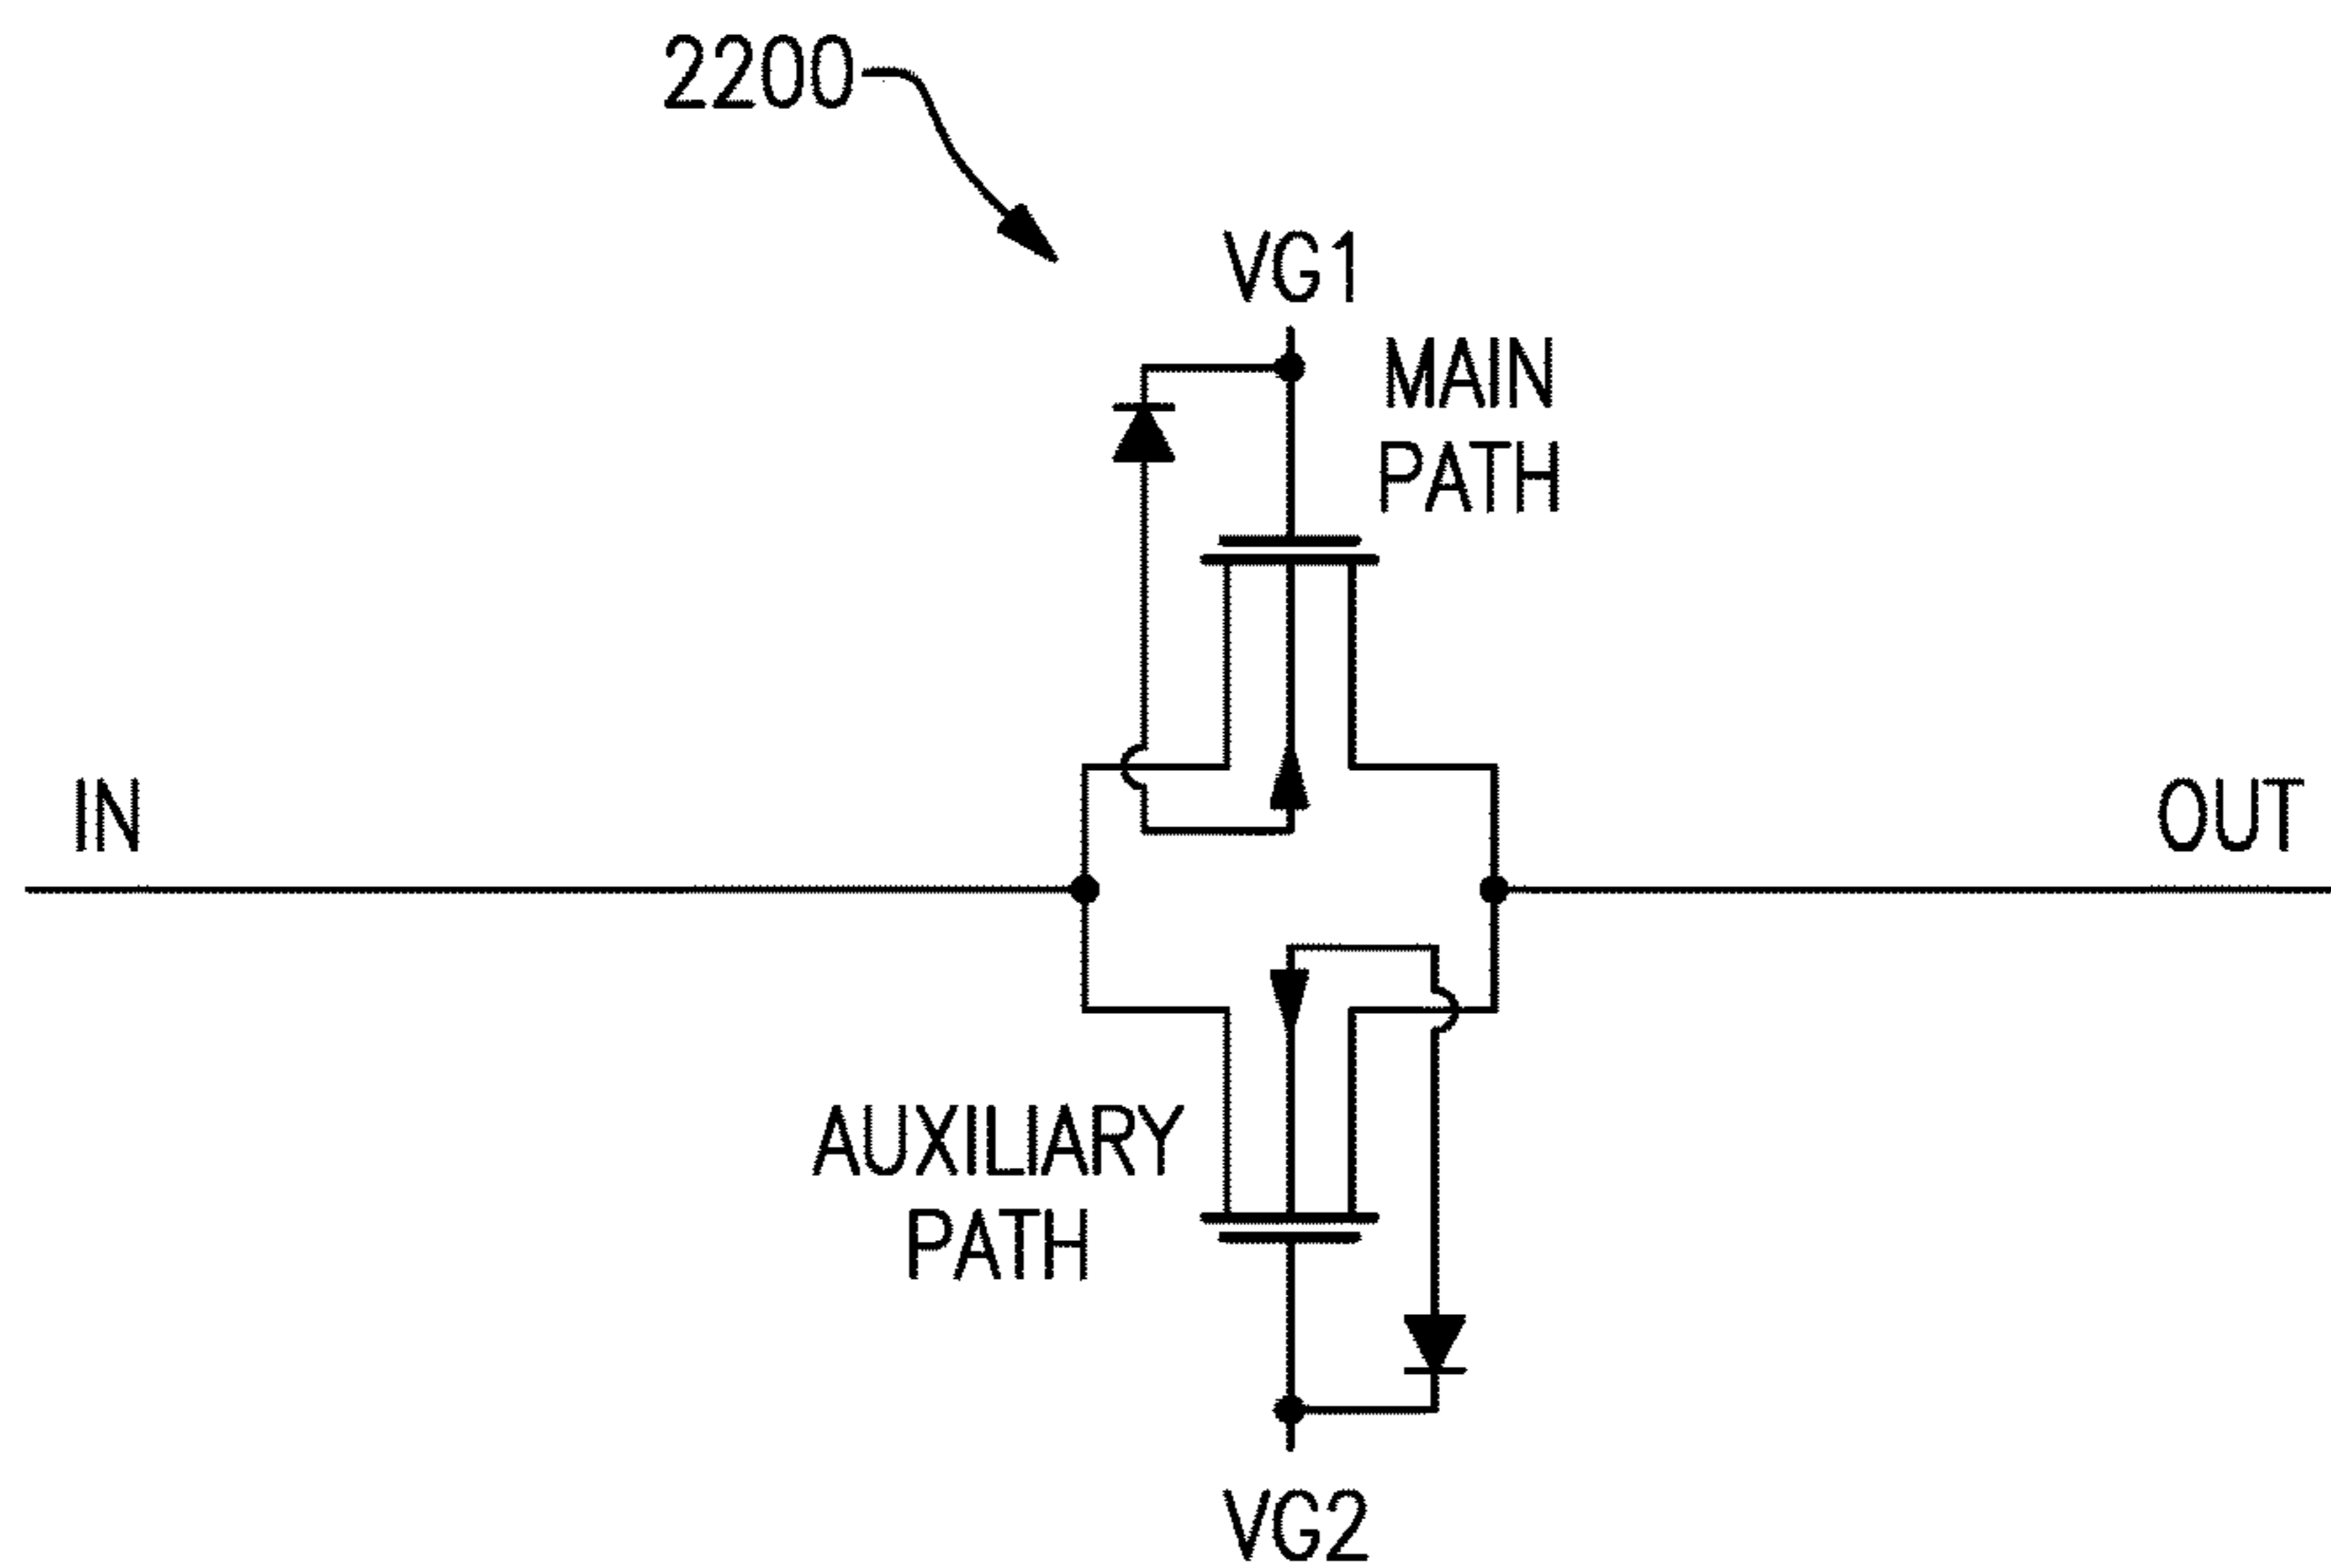 2200
VG1
MAIN
PATH
IN
OUT
AUXILIARY
PATH
VG2